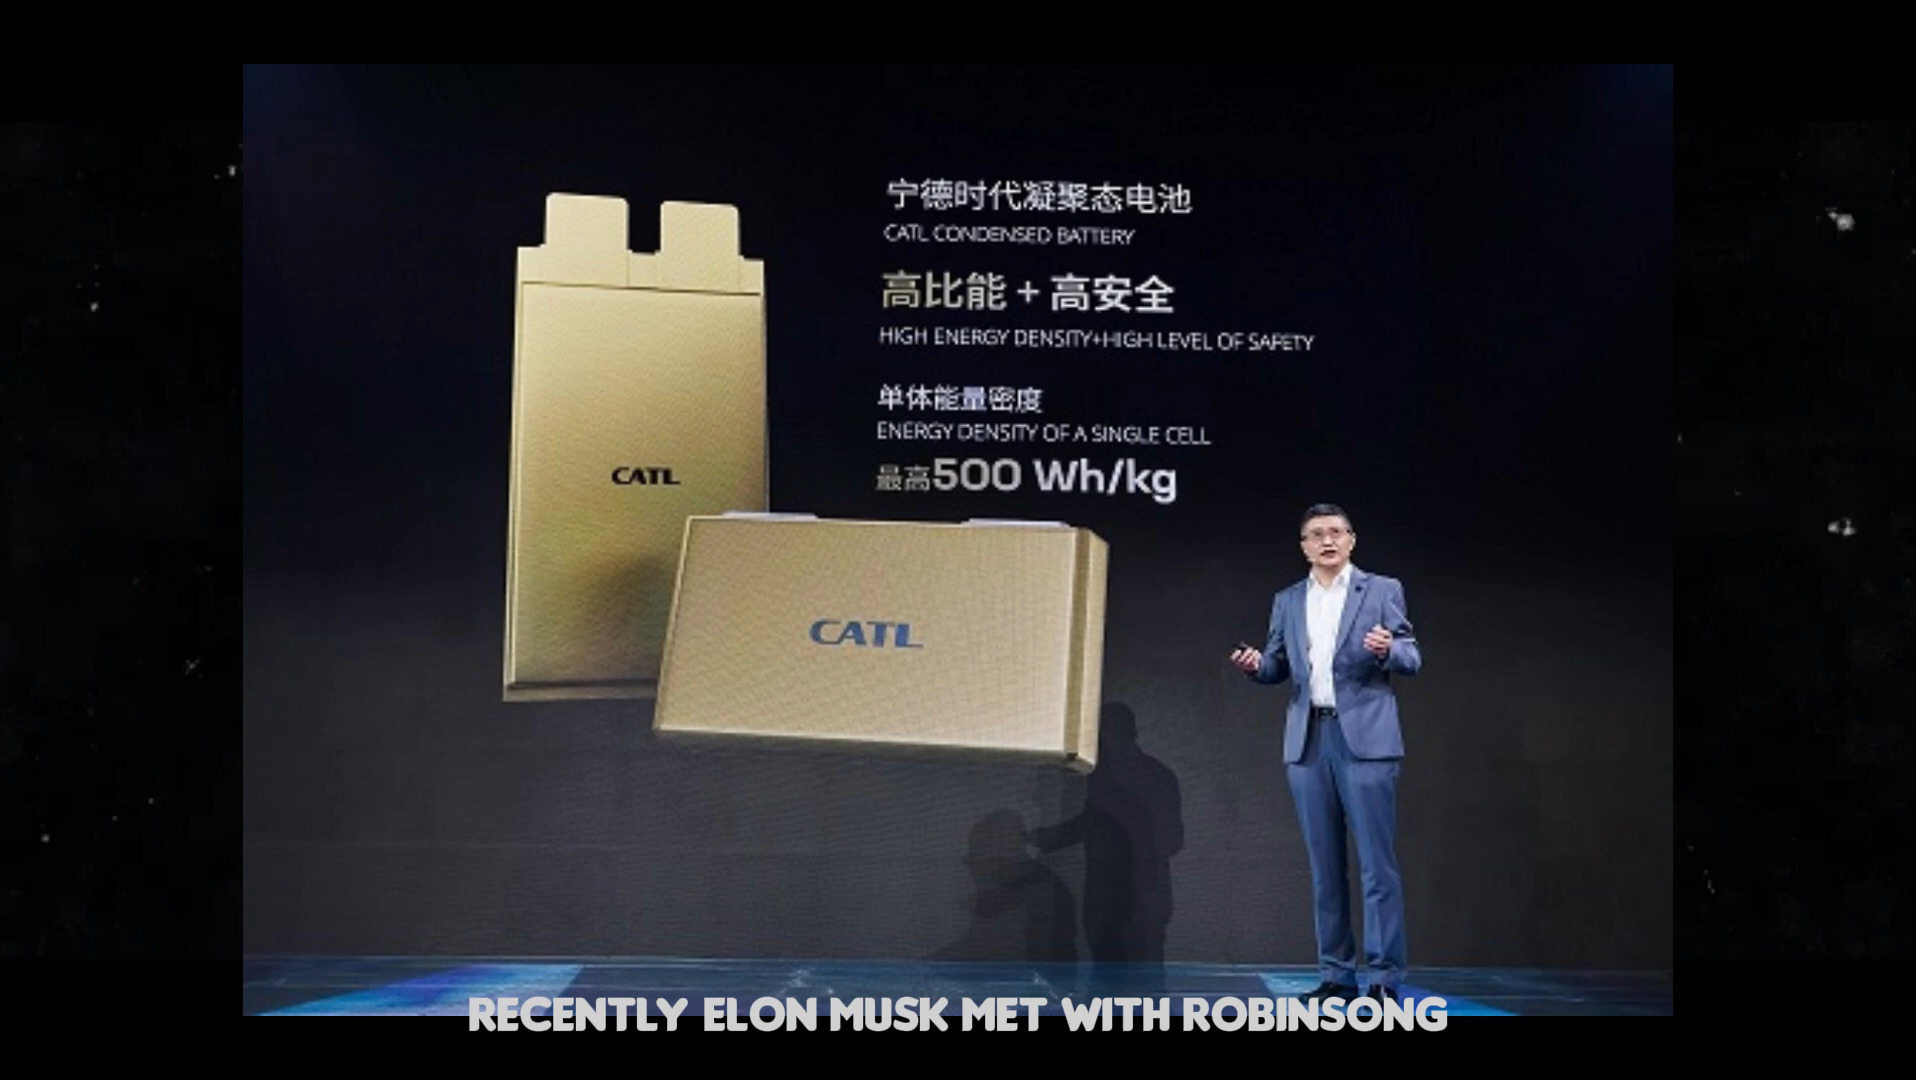 宁德时代凝聚态电池
CATL CONDENSED BATTERY
高比能 + 高安全
HIGH ENERGY DENSITY+HIGH LEVEL OF SAFETY
单体能量密度
ENERGY DENSITY OF A SINGLE CELL
最高500 Wh/kg
CATL
CATL
RECENTLY ELON MUSK MET WITH ROBINSONG